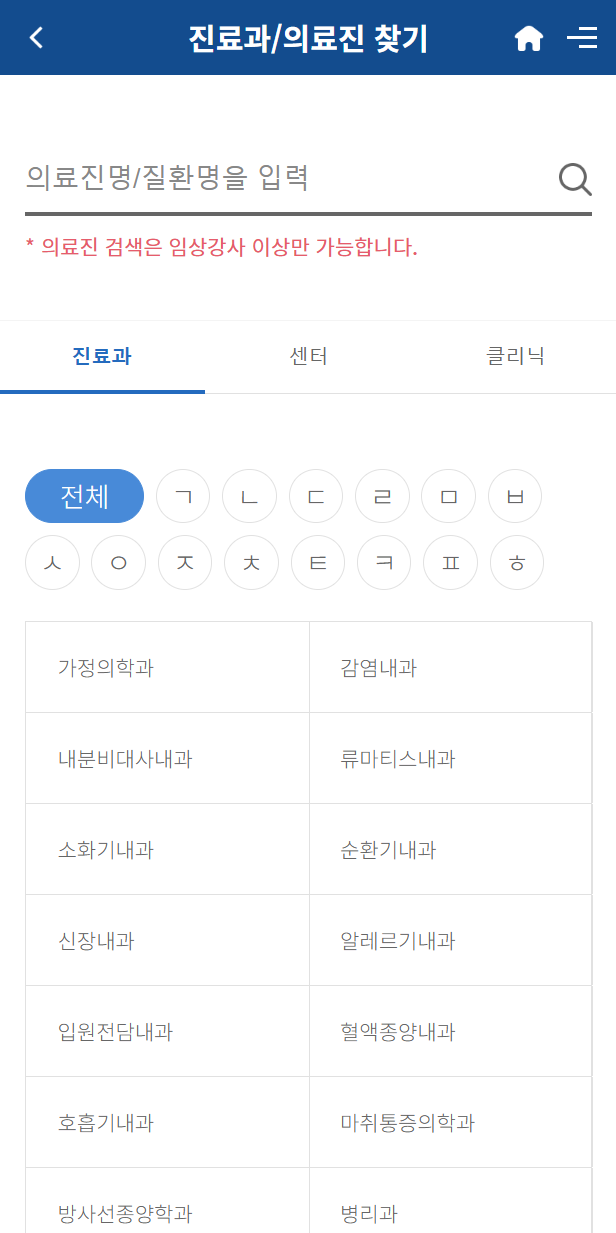 진료과/의료진 찾기
의료진명/질환명을 입력
* 의료진 검색은 임상강사 이상만 가능합니다.
진료과 센터 클리닉
전체 ㄱ ㄴ ㄷ ㄹ ㅁ ㅂ
ㅅ ㅇ ㅈ ㅊ ㅌ ㅋ ㅍ ㅎ
가정의학과 감염내과
내분비대사내과 류마티스내과
소화기내과 순환기내과
신장내과 알레르기내과
입원전담내과 혈액종양내과
호흡기내과 마취통증의학과
방사선종양학과 병리과